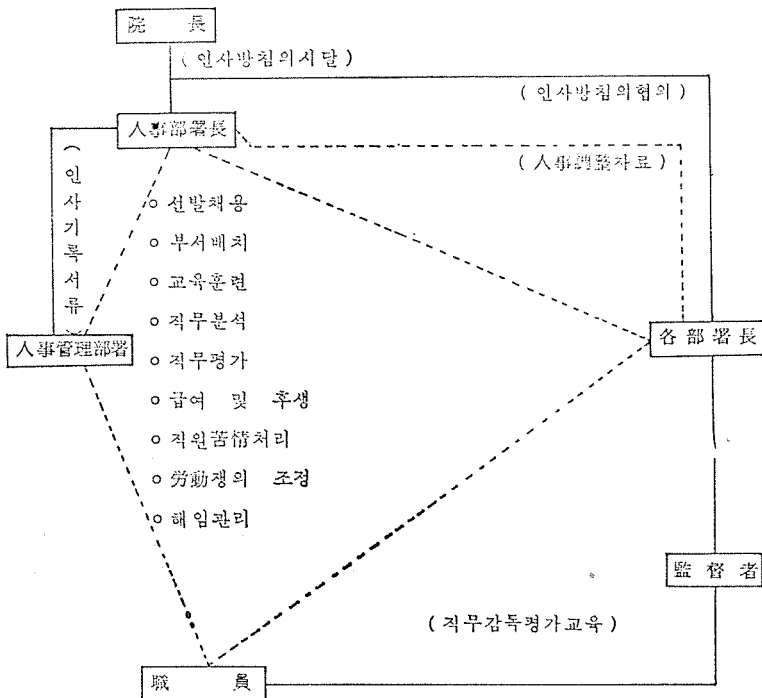 院 長
(인사방침의시달)
(인사방침의협의)
人事部署長
(人事調整자료)
(인사기록서류)
○ 선발채용
○ 부서배치
○ 교육훈련
○ 직무분석
○ 직무평가
○ 급여 및 후생
○ 직원苦情처리
○ 労動쟁의 조정
○ 해임관리
人事管理部署
各部署長
監督者
(직무감독평가교육)
職 員